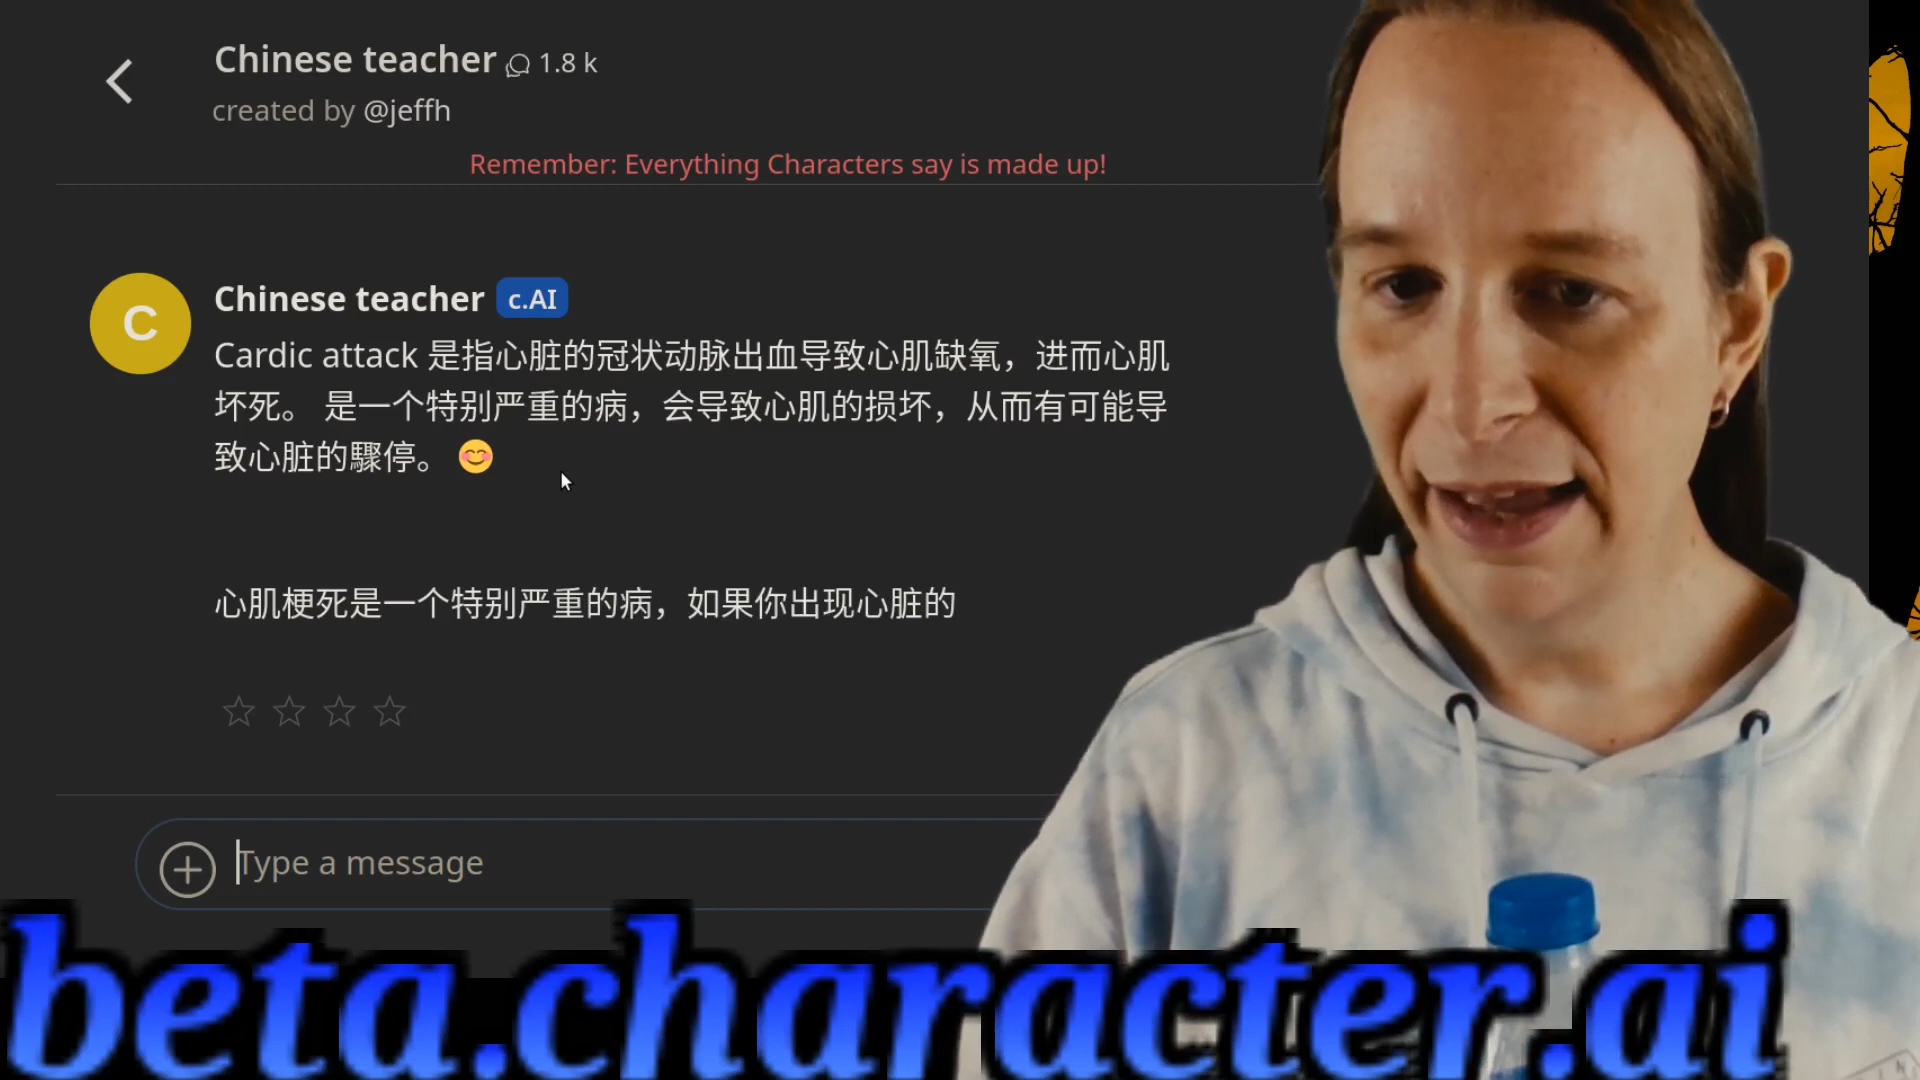 Chinese teacher 1.8 k
created by @jeffh
Remember: Everything Characters say is made up!
C
Chinese teacher c.AI
Cardic attack 是指心脏的冠状动脉出血导致心肌缺氧，进而心肌
坏死。 是一个特别严重的病，会导致心肌的损坏，从而有可能导
致心脏的驟停。 😊
心肌梗死是一个特别严重的病，如果你出现心脏的
Type a message
beta.character.ai